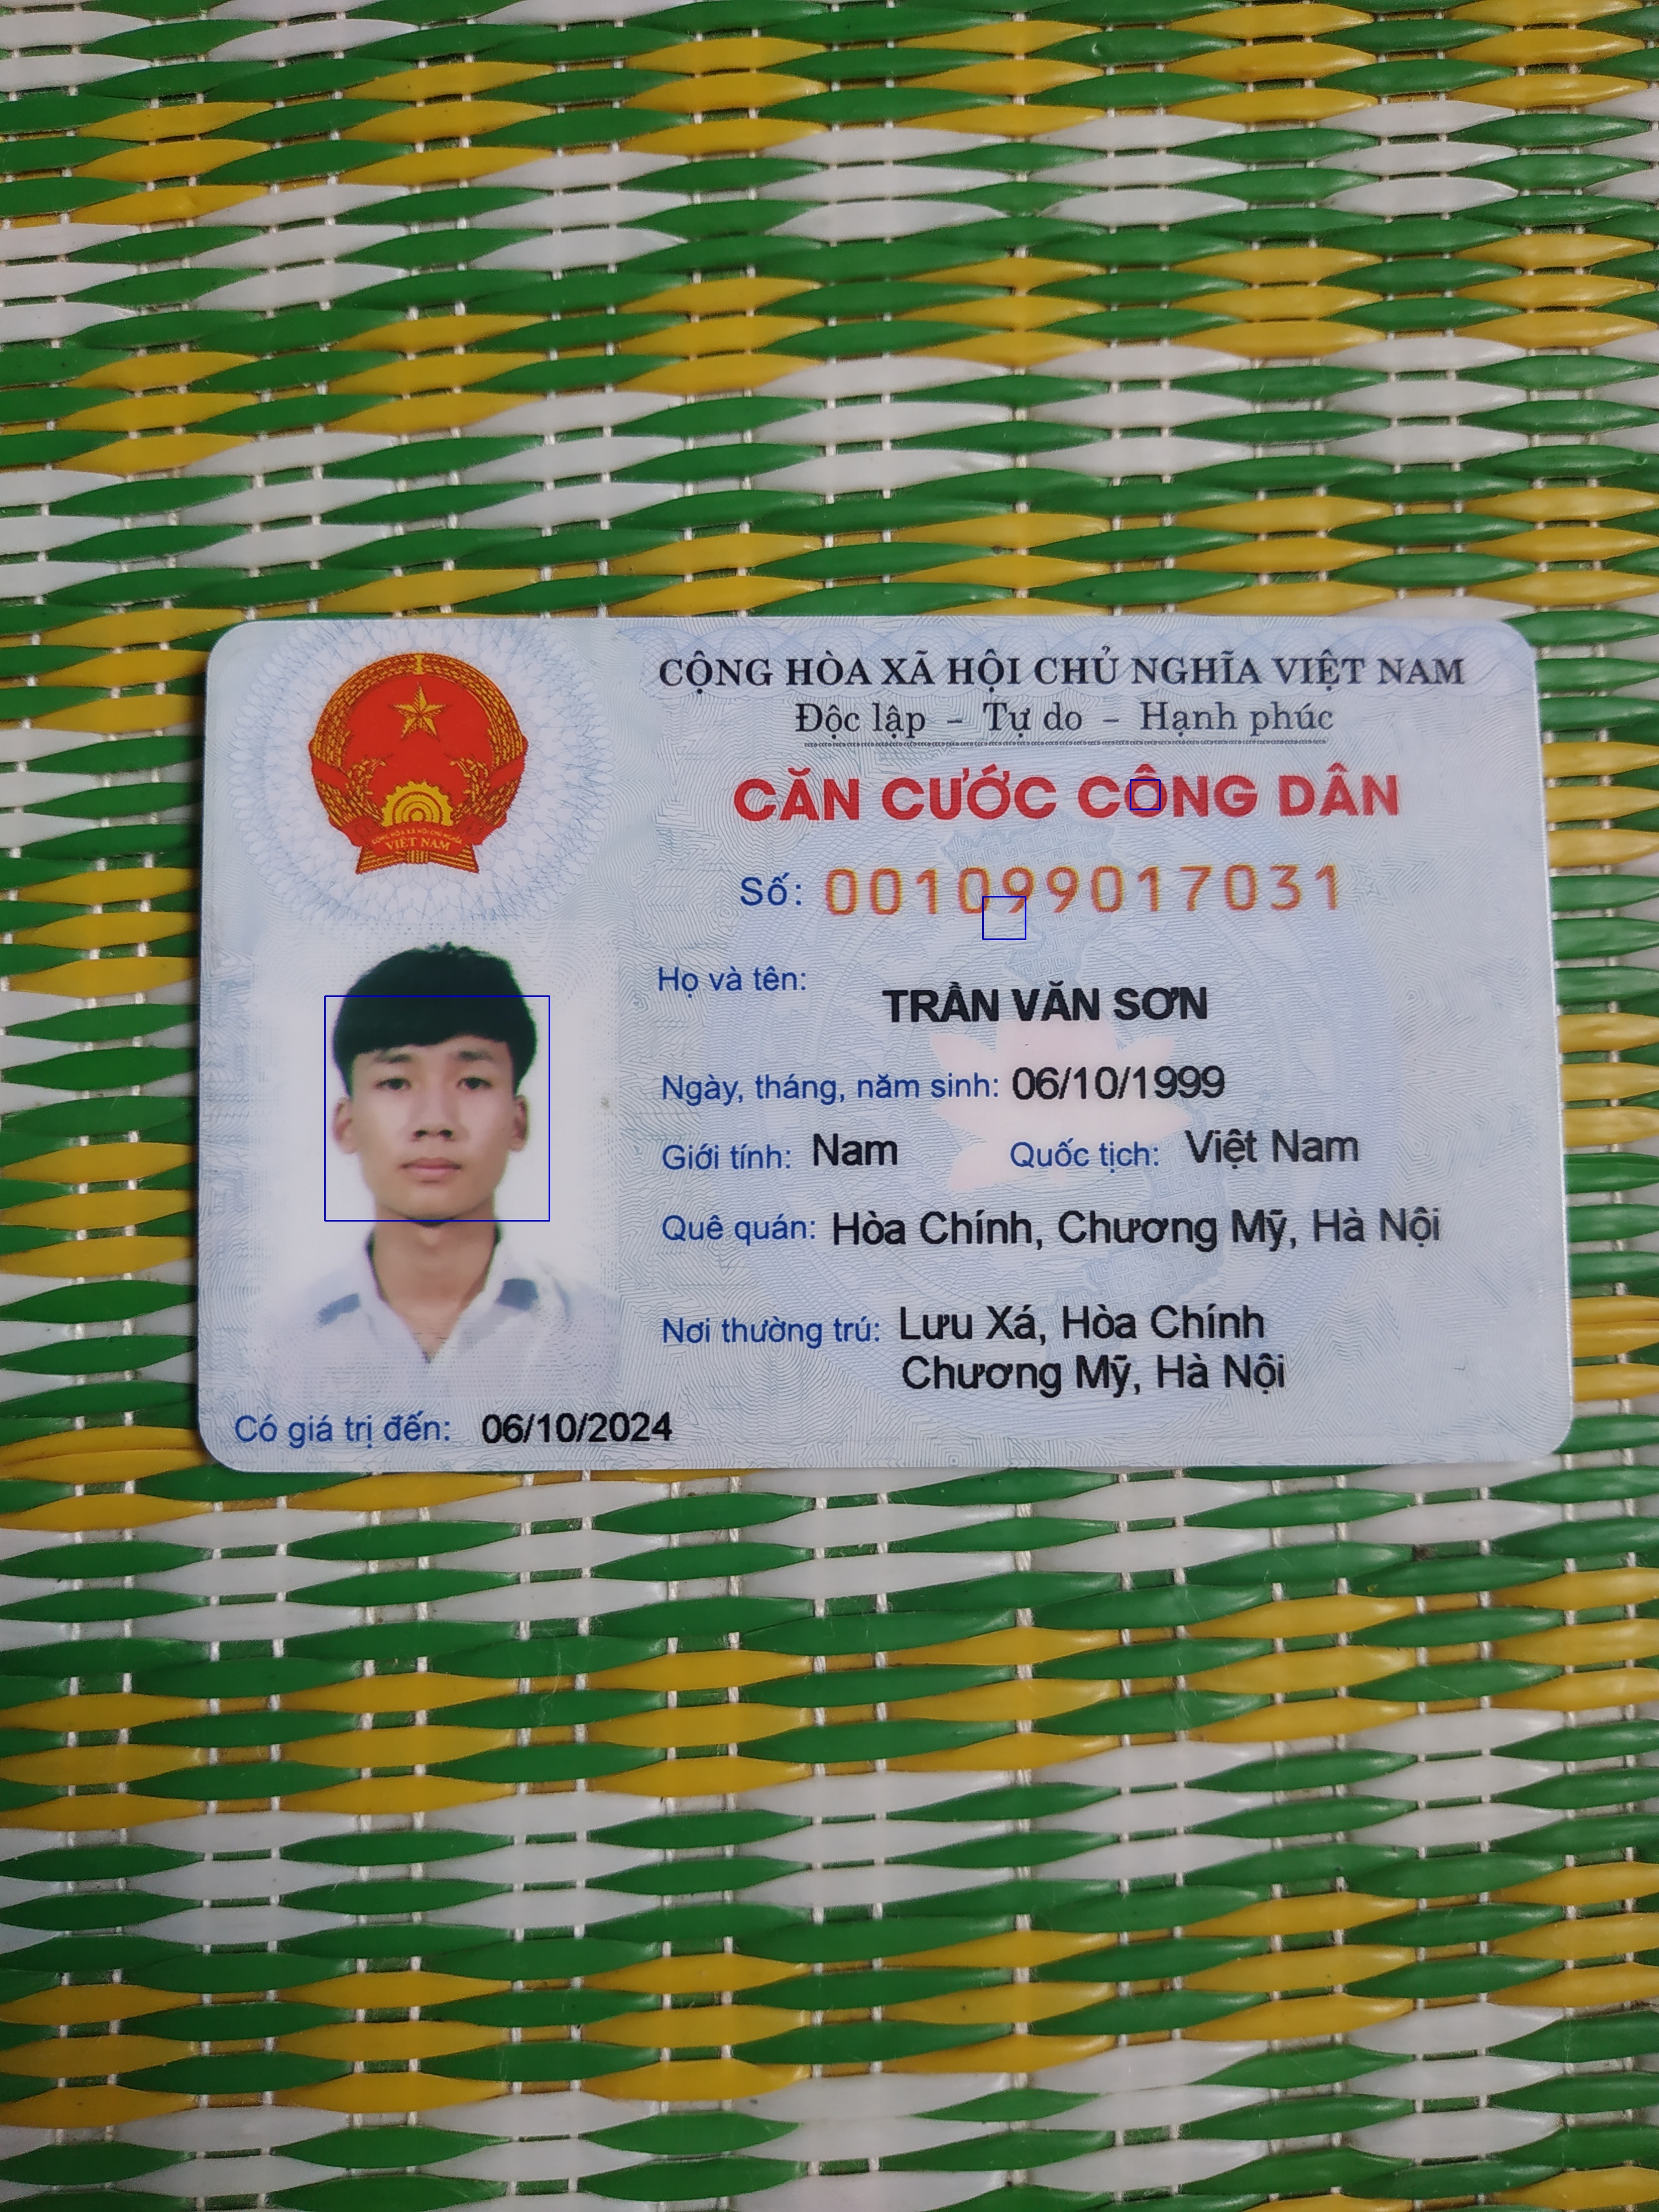 CỘNG HÒA XÃ HỘI CHỦ NGHĨA VIỆT NAM
Độc lập - Tự do - Hạnh phúc
CĂN CƯỚC CÔNG DÂN
Số: 001099017031
Họ và tên:
TRẦN VĂN SƠN
Ngày, tháng, năm sinh: 06/10/1999
Giới tính: Nam Quốc tịch: Việt Nam
Quê quán: Hòa Chính, Chương Mỹ, Hà Nội
Nơi thường trú: Lưu Xá, Hòa Chính
Chương Mỹ, Hà Nội
Có giá trị đến: 06/10/2024
CỘNG HÒA XÃ HỘI CHỦ NGHĨA
VIỆT NAM